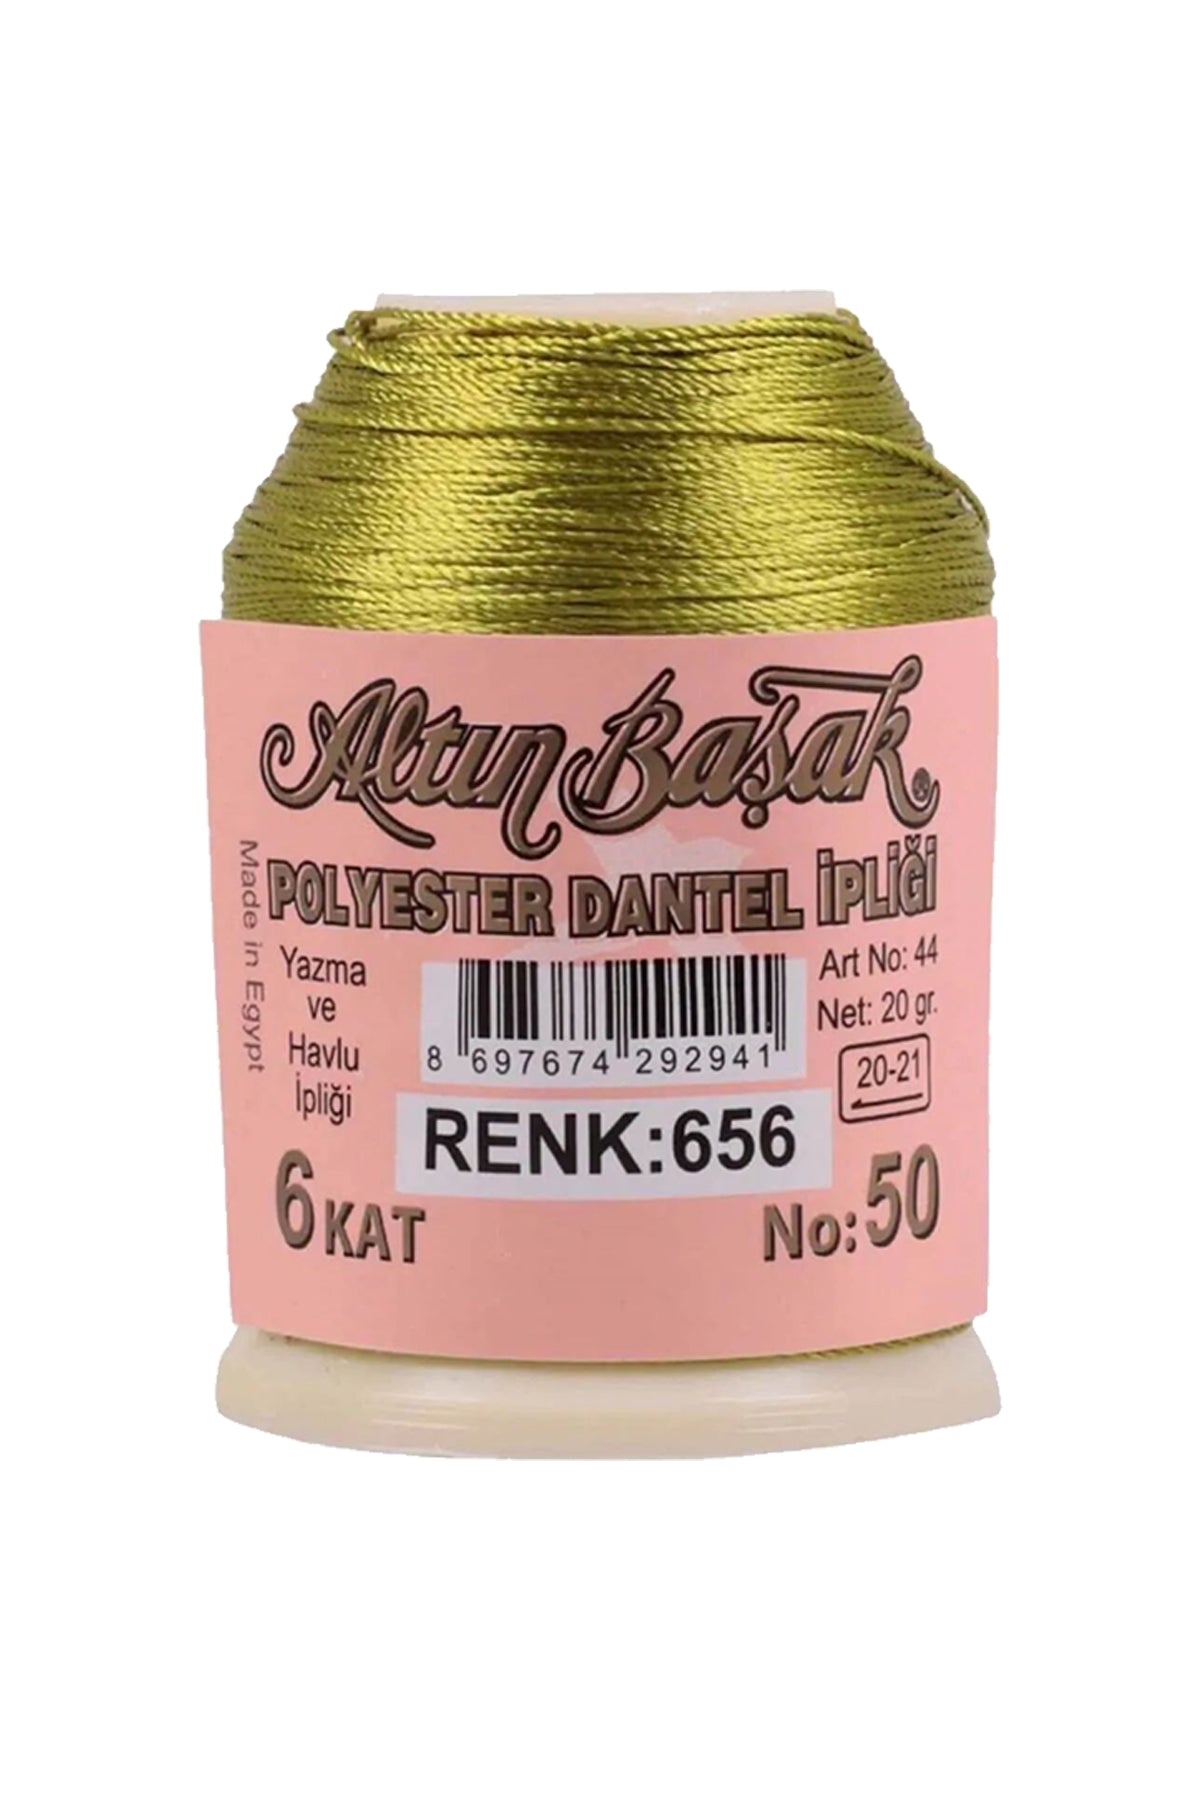 Altın Başak
POLYESTER DANTEL İPLİĞİ
Made in Egypt
Yazma
ve
Havlu
İpliği
8 697674 292941
Art No: 44
Net: 20 gr.
20-21
RENK:656
6 KAT
No: 50